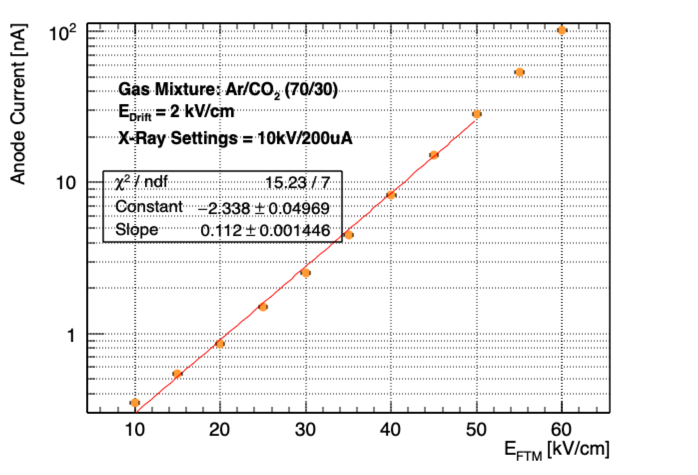 Anode Current [nA]
10²
10
1
Gas Mixture: Ar/CO₂ (70/30)
E_Drift = 2 kV/cm
X-Ray Settings = 10kV/200uA
χ² / ndf 15.23 / 7
Constant −2.338 ± 0.04969
Slope 0.112 ± 0.001446
10 20 30 40 50 60
E_FTM [kV/cm]